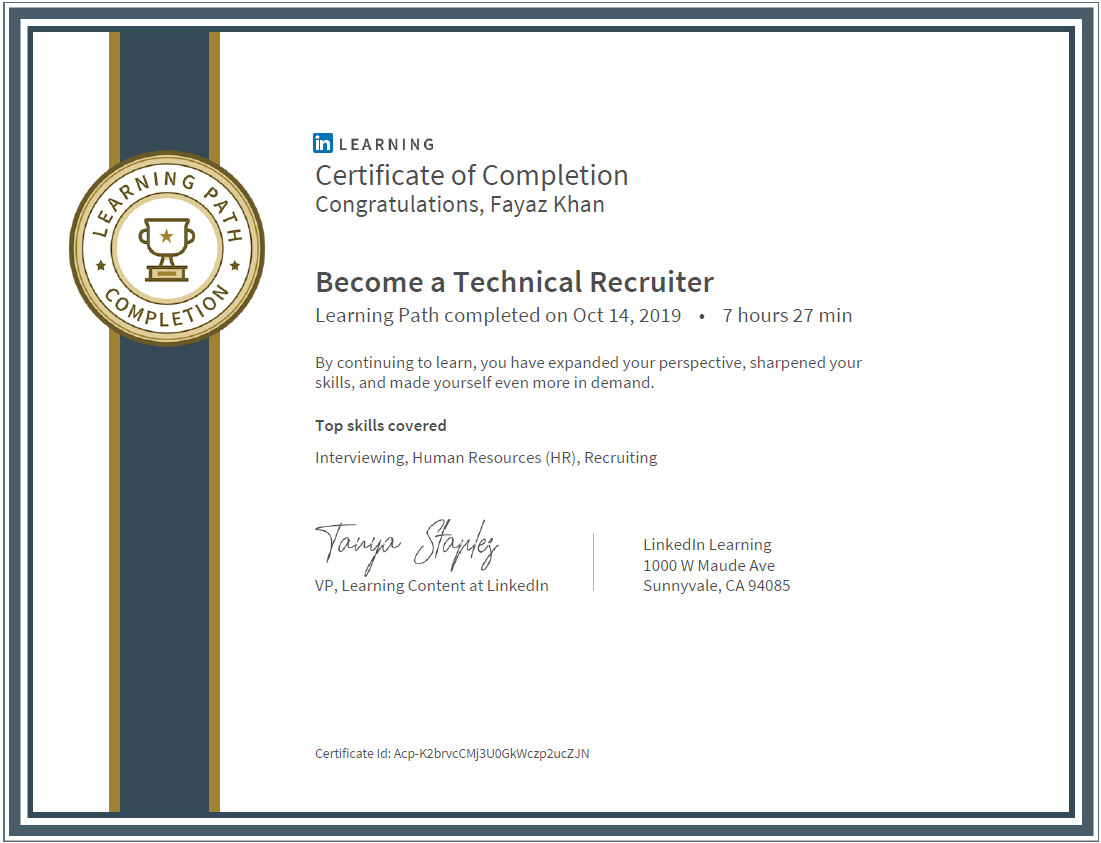 LEARNING PATH
COMPLETION
in LEARNING
Certificate of Completion
Congratulations, Fayaz Khan
Become a Technical Recruiter
Learning Path completed on Oct 14, 2019 • 7 hours 27 min
By continuing to learn, you have expanded your perspective, sharpened your
skills, and made yourself even more in demand.
Top skills covered
Interviewing, Human Resources (HR), Recruiting
Tanya Staples
VP, Learning Content at LinkedIn
LinkedIn Learning
1000 W Maude Ave
Sunnyvale, CA 94085
Certificate Id: Acp-K2brvcCMj3U0GkWczp2ucZJN